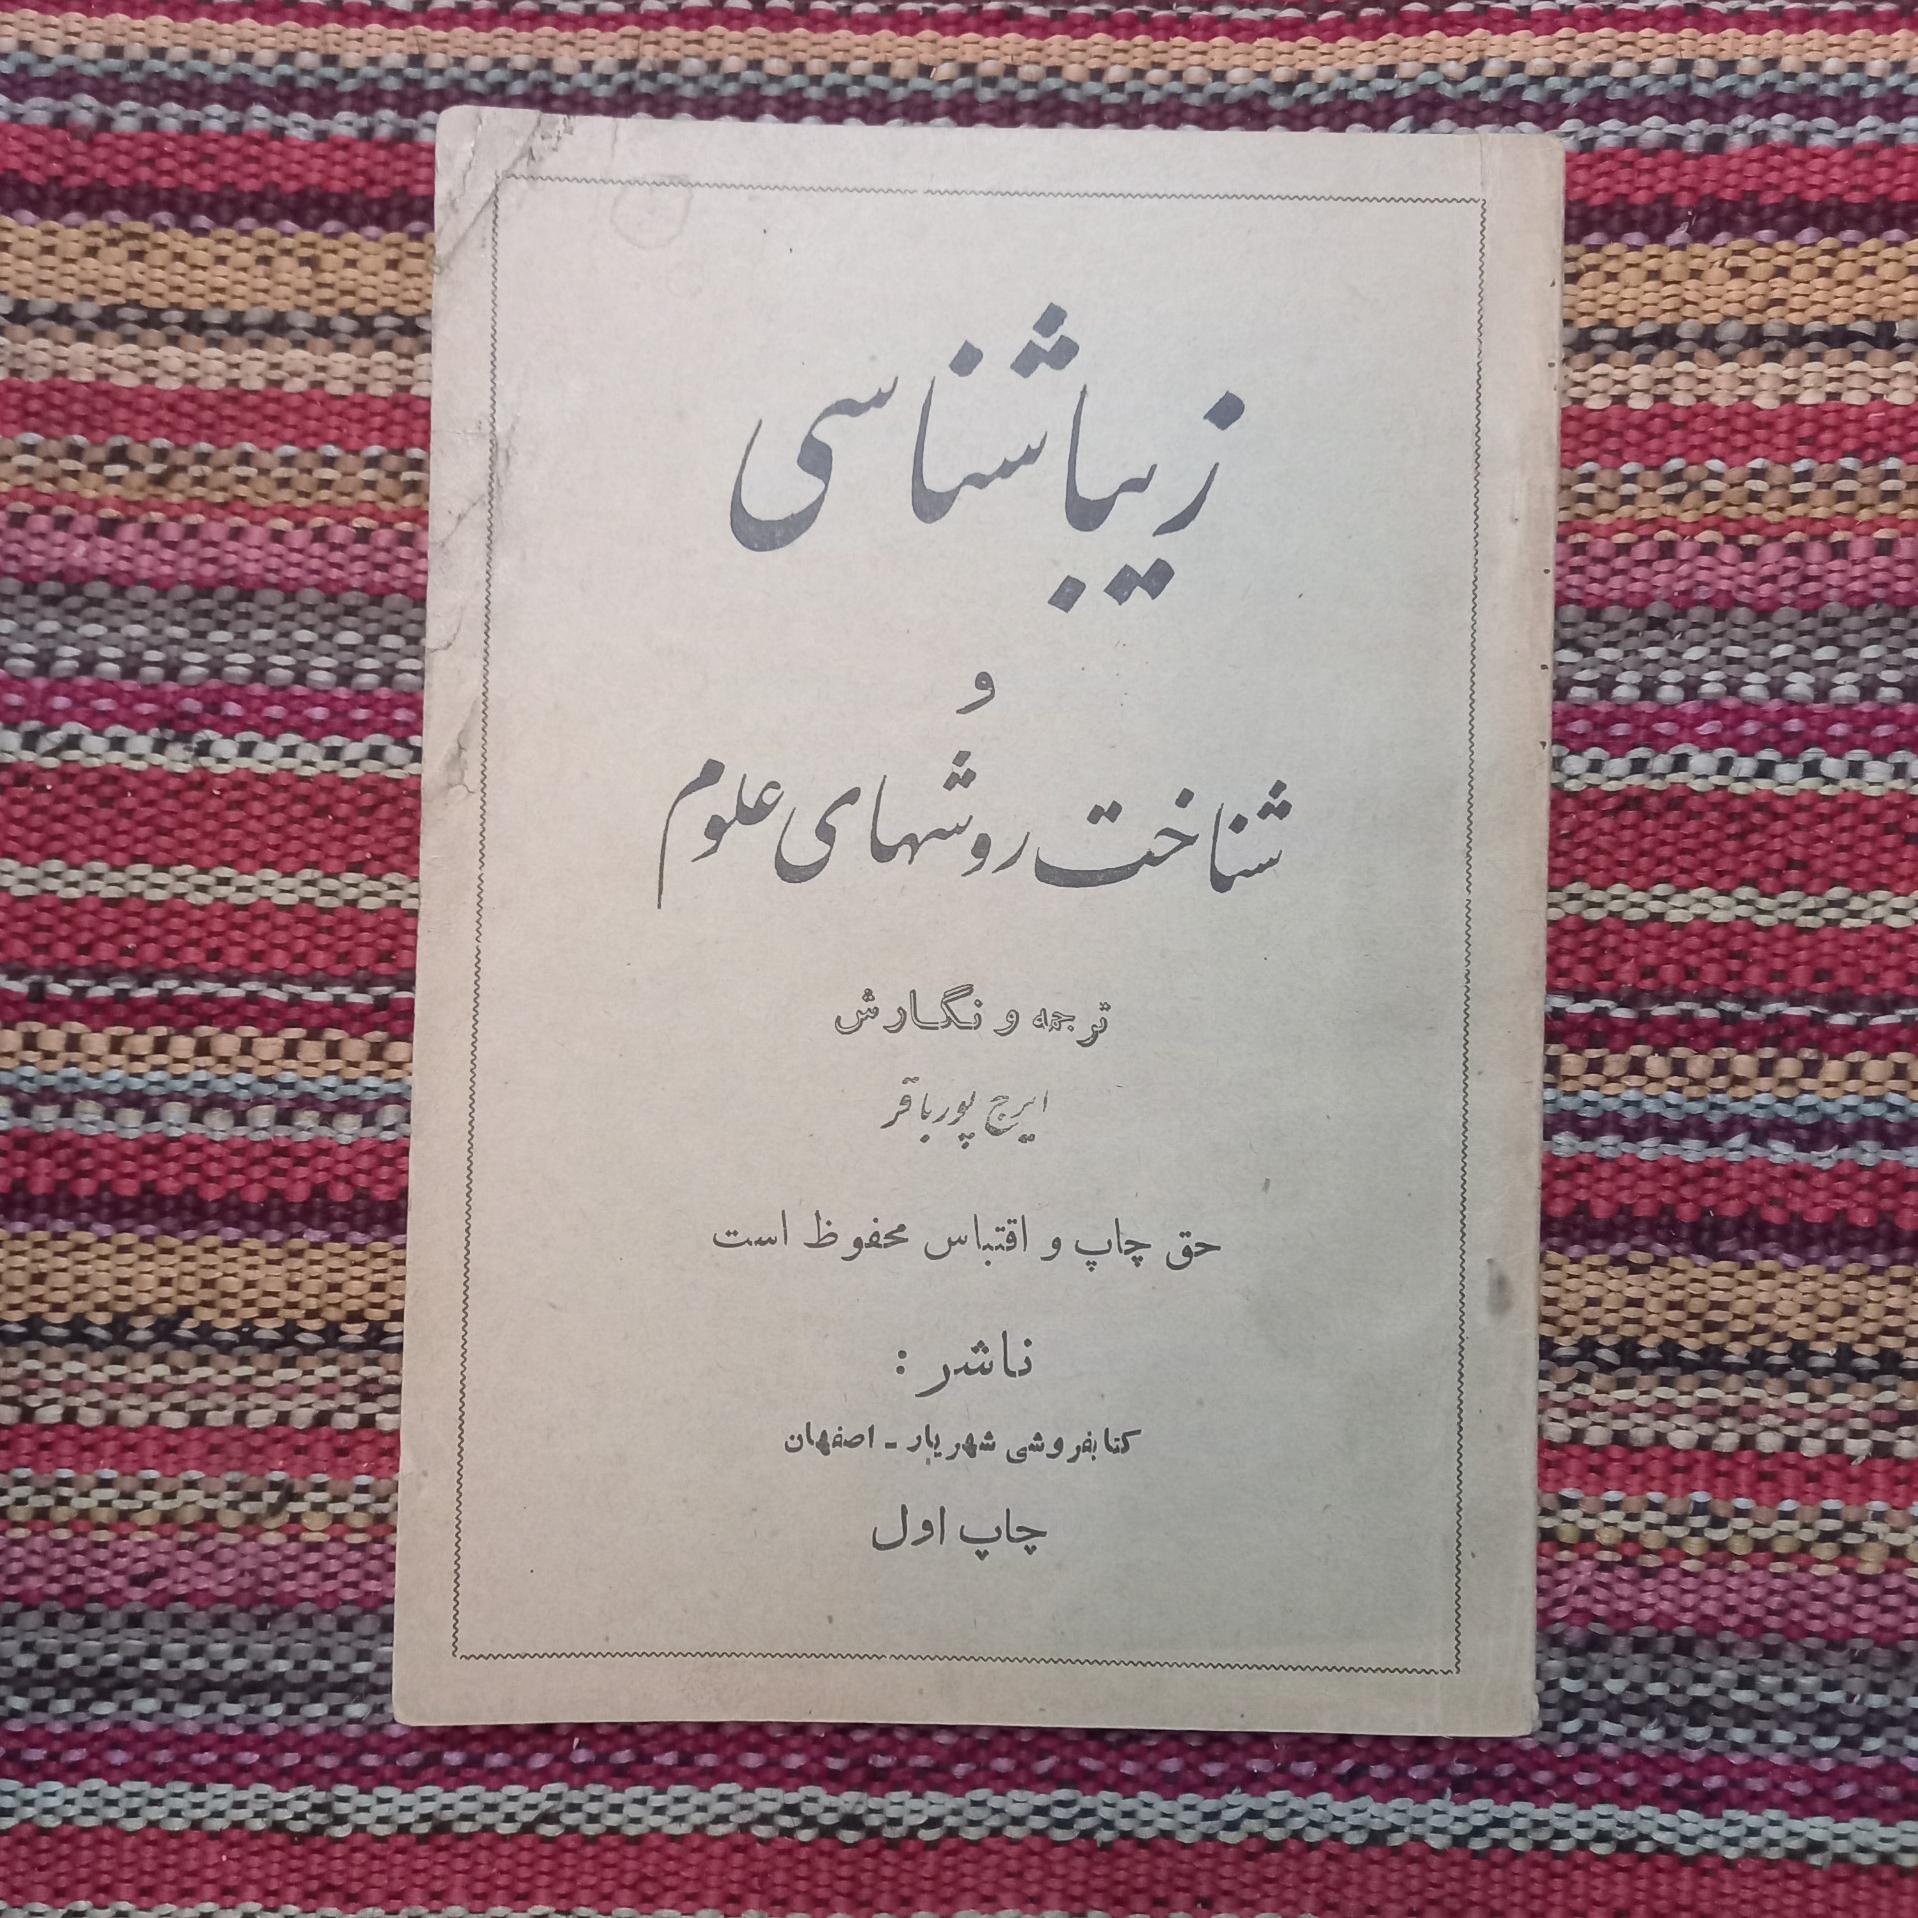 زیباشناسی
و
شناخت روشهای علوم
ترجمه و نگارش
ایرج پورباقر
حق چاپ و اقتباس محفوظ است
ناشر :
کتابفروشی شهریار - اصفهان
چاپ اول